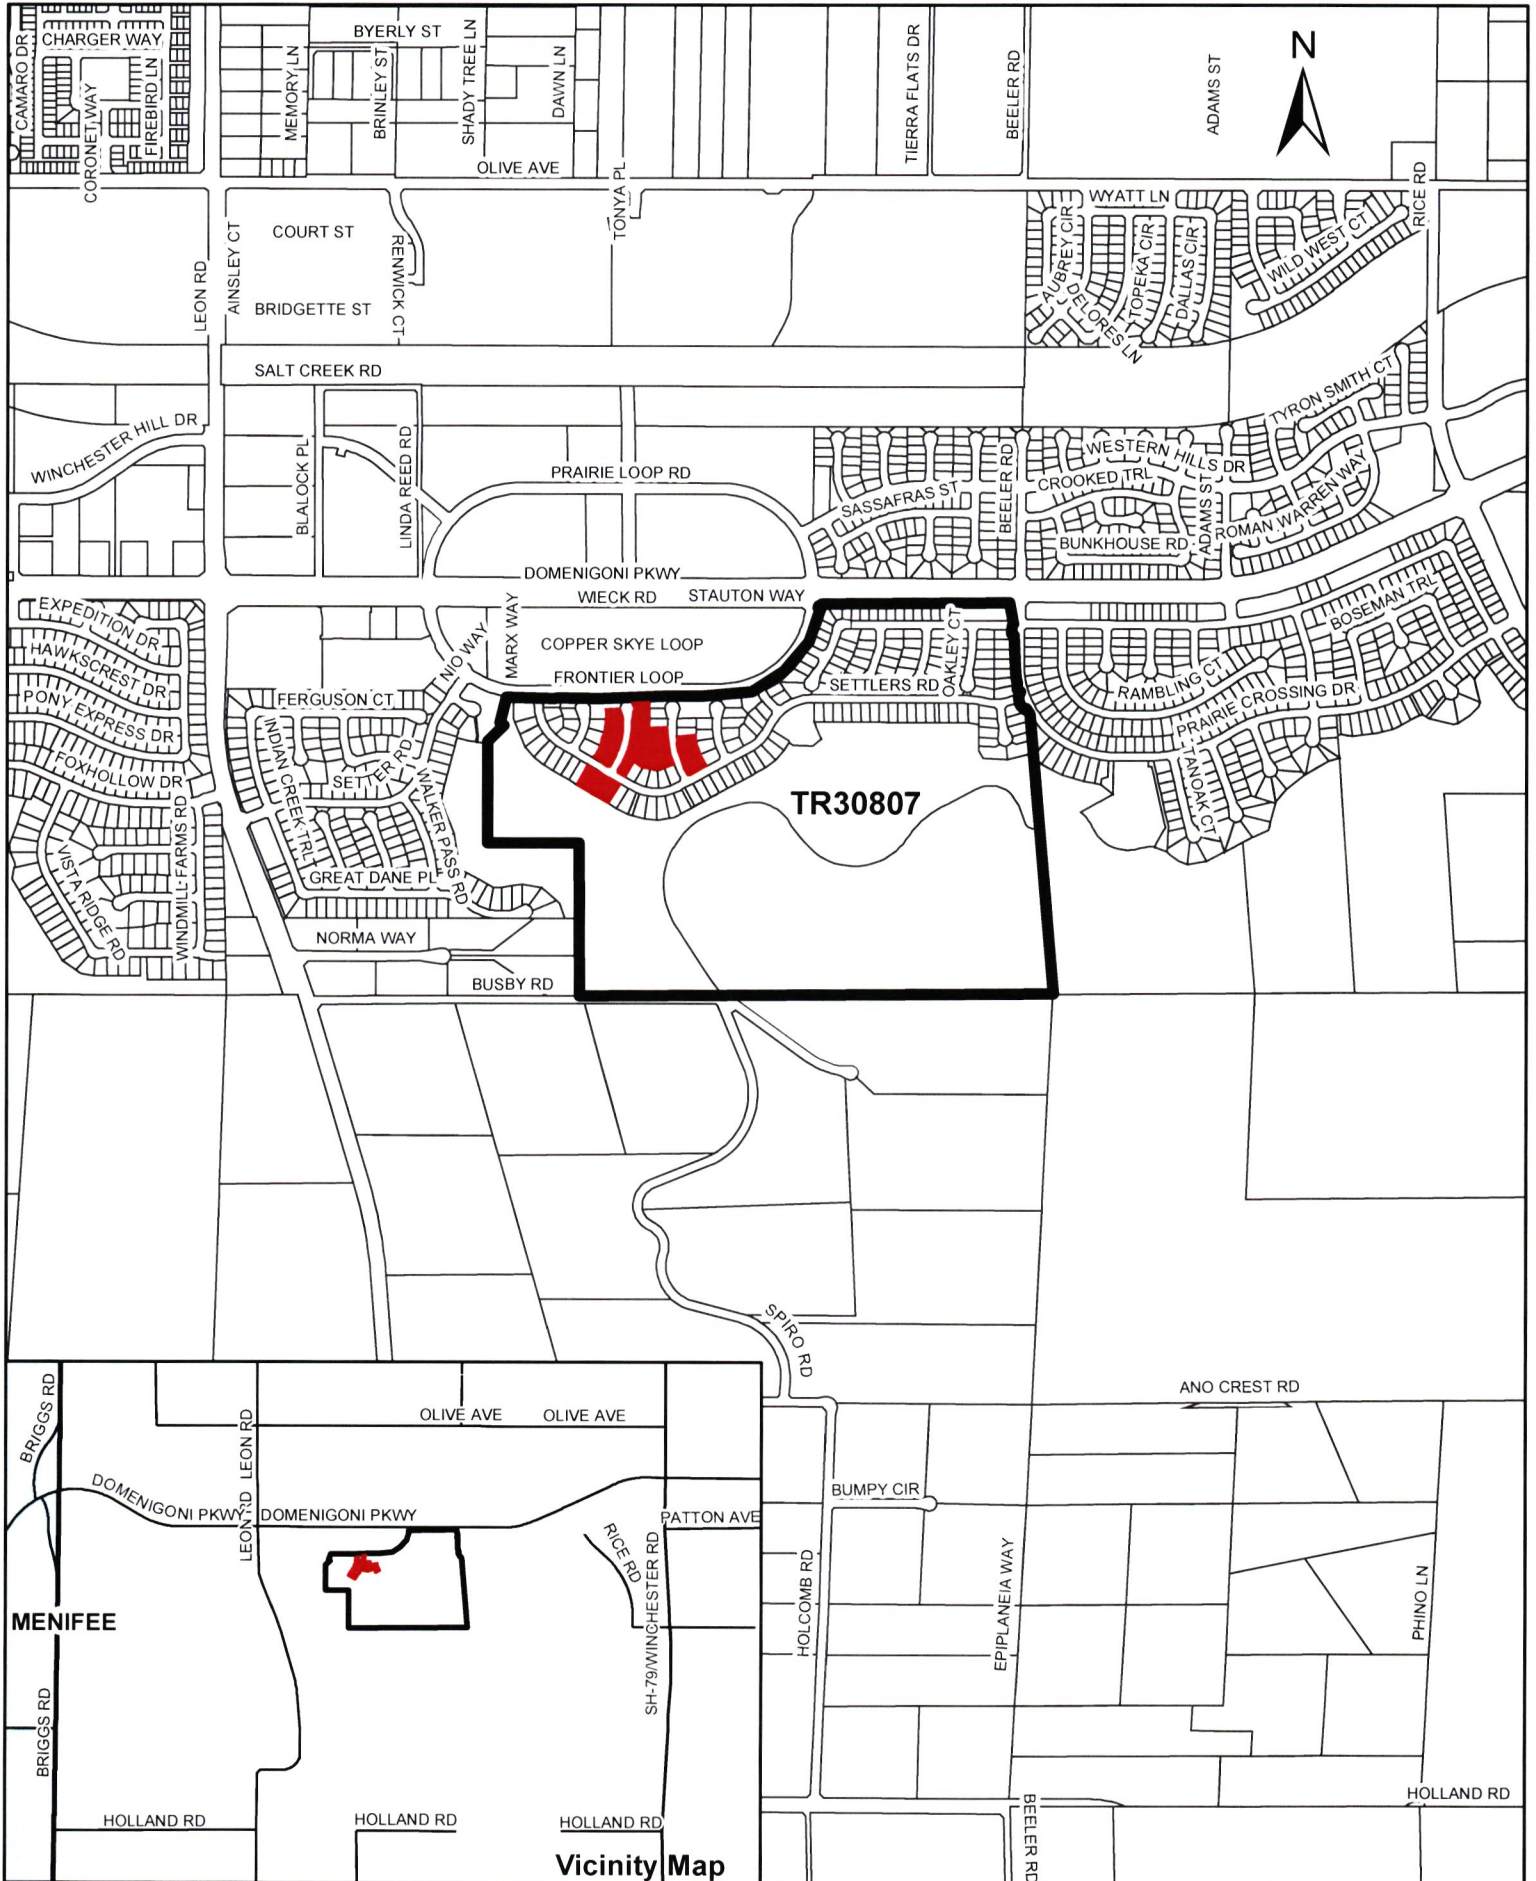 CHARGER WAY
CAMARO DR
CORONET WAY
FIREBIRD LN
MEMORY LN
BYERLY ST
BRINLEY ST
SHADY TREE LN
DAWN LN
TIERRA FLATS DR
BEELER RD
ADAMS ST
N
OLIVE AVE
TONYA PL
RICE RD
WYATT LN
AUBREY CIR
TOPEKA CIR
DALLAS CIR
DELORES LN
WILD WEST CT
LEON RD
AINSLEY CT
COURT ST
RENWICK CT
BRIDGETTE ST
SALT CREEK RD
WINCHESTER HILL DR
BLALOCK PL
LINDA REED RD
PRAIRIE LOOP RD
SASSAFRAS ST
BEELER RD
WESTERN HILLS DR
CROOKED TRL
TYRON SMITH CT
ADAMS ST
ROMAN WARREN WAY
BUNKHOUSE RD
DOMENIGONI PKWY
WIECK RD
STAUTON WAY
EXPEDITION DR
HAWKSCREST DR
PONY EXPRESS DR
FOXHOLLOW DR
NIO WAY
MARX WAY
COPPER SKYE LOOP
FRONTIER LOOP
OAKLEY CT
SETTLERS RD
BOSEMAN TRL
RAMBLING CT
PRAIRIE CROSSING DR
TANOAK CT
FERGUSON CT
INDIAN CREEK TRL
SETTER RD
WALKER PASS RD
TR30807
VISTA RIDGE RD
WINDMILL FARMS RD
GREAT DANE PL
NORMA WAY
BUSBY RD
SPIRO RD
ANO CREST RD
BUMPY CIR
HOLCOMB RD
EPIPLANEIA WAY
PHINO LN
HOLLAND RD
BEELER RD
BRIGGS RD
LEON RD
OLIVE AVE
OLIVE AVE
DOMENIGONI PKWY
LEON RD
DOMENIGONI PKWY
PATTON AVE
RICE RD
SH-79/WINCHESTER RD
MENIFEE
BRIGGS RD
HOLLAND RD
HOLLAND RD
HOLLAND RD
Vicinity Map